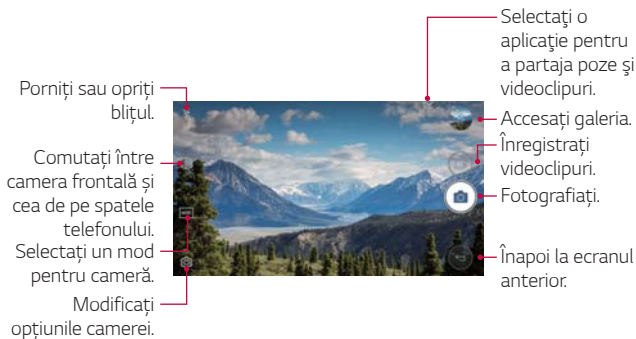 Porniți sau opriți
blițul.
Comutați între
camera frontală și
cea de pe spatele
telefonului.
Selectați un mod
pentru cameră.
Modificați
opțiunile camerei.
Selectaţi o
aplicaţie pentru
a partaja poze şi
videoclipuri.
Accesați galeria.
Înregistrați
videoclipuri.
Fotografiați.
Înapoi la ecranul
anterior.